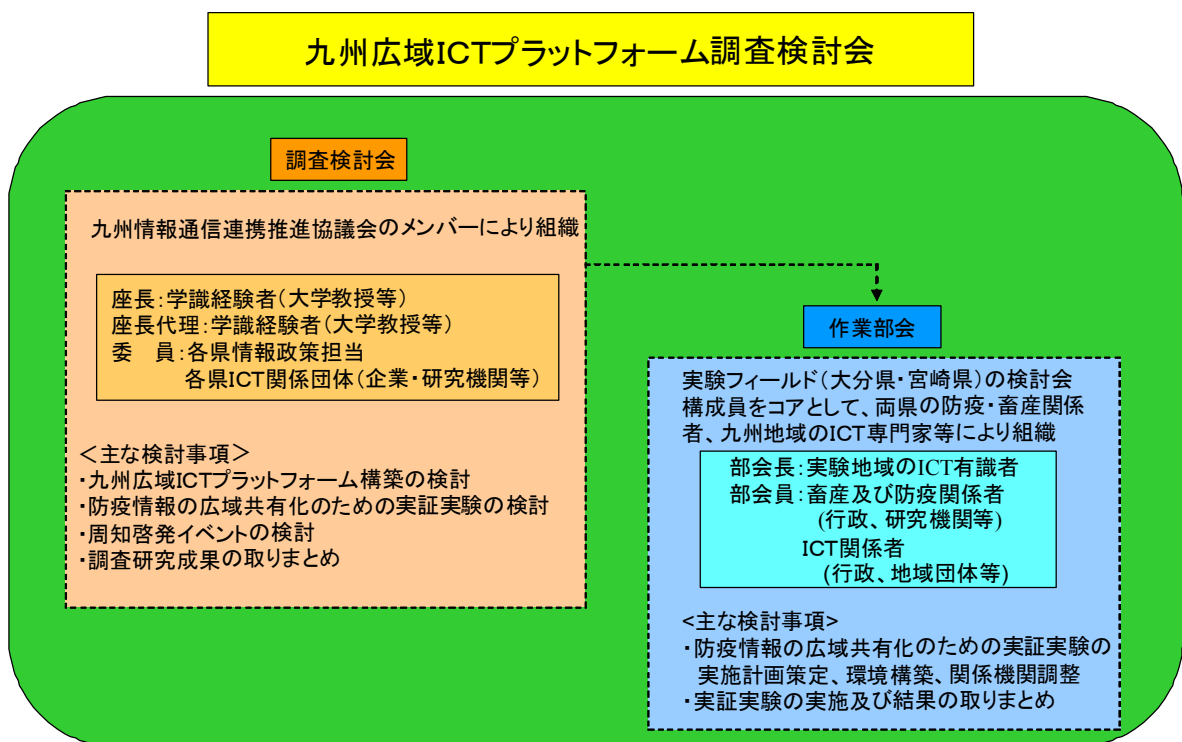 九州広域ICTプラットフォーム調査検討会
調査検討会
九州情報通信連携推進協議会のメンバーにより組織
座長：学識経験者（大学教授等）
座長代理：学識経験者（大学教授等）
委　員：各県情報政策担当
各県ICT関係団体（企業・研究機関等）
＜主な検討事項＞
・九州広域ICTプラットフォーム構築の検討
・防疫情報の広域共有化のための実証実験の検討
・周知啓発イベントの検討
・調査研究成果の取りまとめ
作業部会
実験フィールド（大分県・宮崎県）の検討会
構成員をコアとして、両県の防疫・畜産関係
者、九州地域のICT専門家等により組織
部会長：実験地域のICT有識者
部会員：畜産及び防疫関係者
(行政、研究機関等)
ICT関係者
(行政、地域団体等)
<主な検討事項>
・防疫情報の広域共有化のための実証実験の
実施計画策定、環境構築、関係機関調整
・実証実験の実施及び結果の取りまとめ